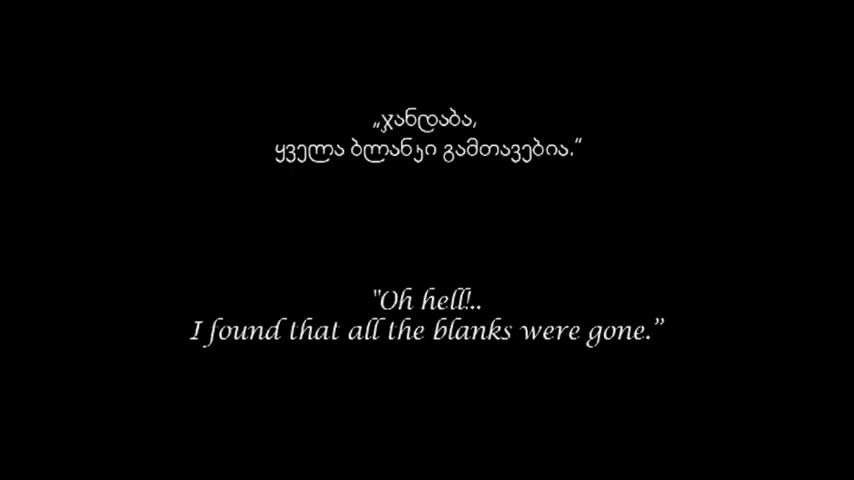 „ჯანდაბა,
ყველა ბლანკი გამთავებია.”
"Oh hell!..
I found that all the blanks were gone.”